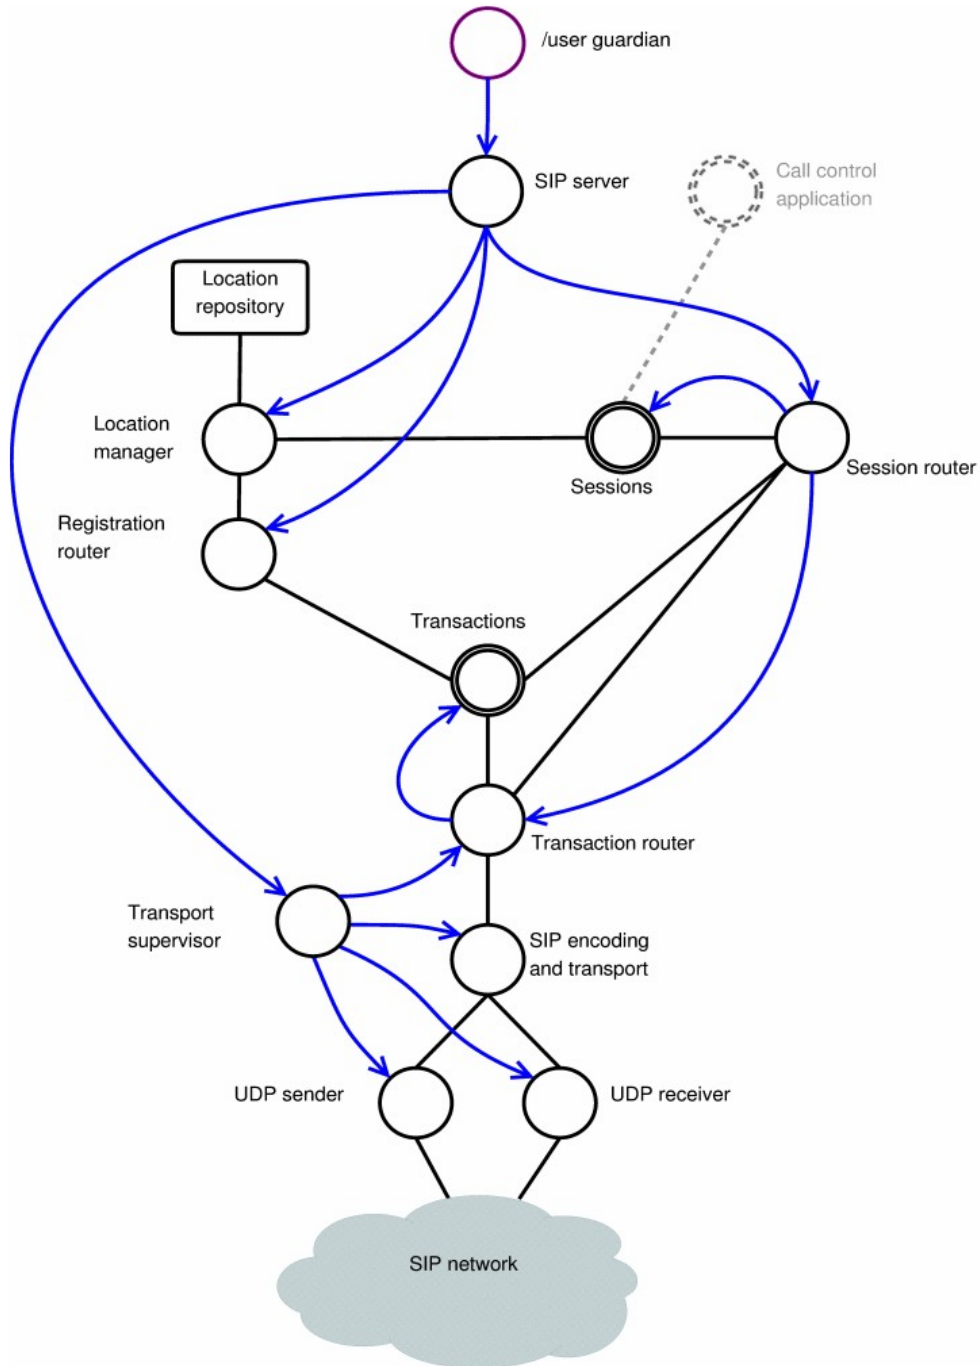 /user guardian
SIP server
Call control
application
Location
repository
Location
manager
Sessions
Session router
Registration
router
Transactions
Transaction router
Transport
supervisor
SIP encoding
and transport
UDP sender
UDP receiver
SIP network